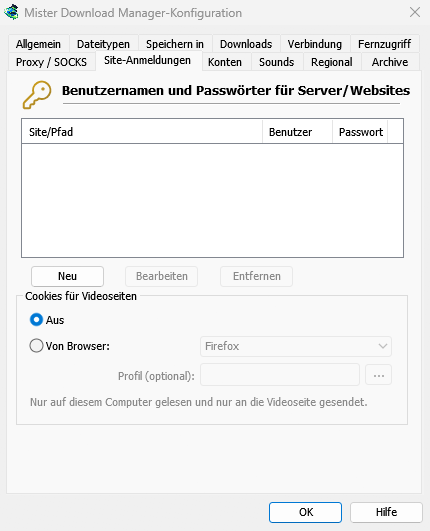 Mister Download Manager-Konfiguration
Allgemein Dateitypen Speichern in Downloads Verbindung Fernzugriff
Proxy / SOCKS Site-Anmeldungen Konten Sounds Regional Archive
Benutzernamen und Passwörter für Server/Websites
Site/Pfad Benutzer Passwort
Neu Bearbeiten Entfernen
Cookies für Videoseiten
Aus
Von Browser: Firefox
Profil (optional): ...
Nur auf diesem Computer gelesen und nur an die Videoseite gesendet.
OK Hilfe